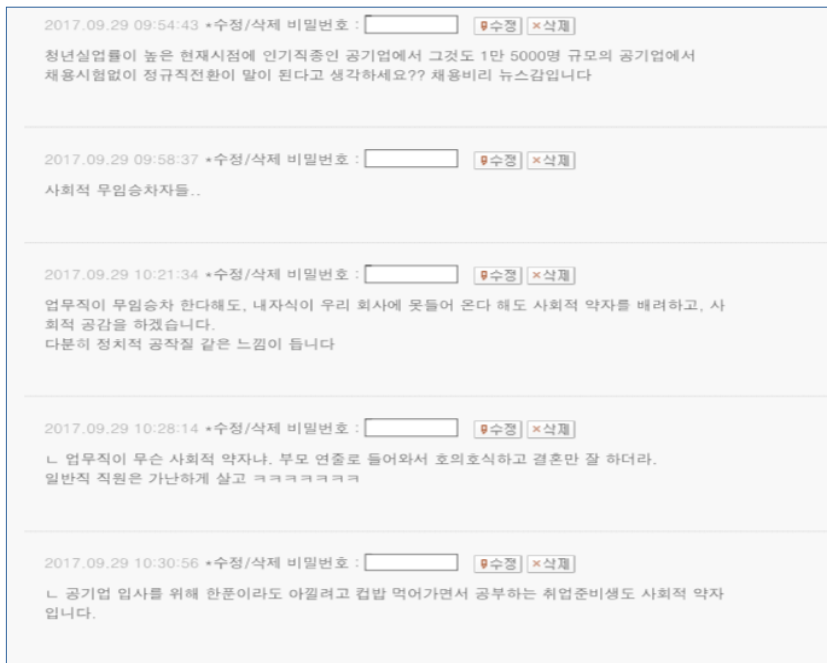 2017.09.29 09:54:43 *수정/삭제 비밀번호 : 수정 ×삭제
청년실업률이 높은 현재시점에 인기직종인 공기업에서 그것도 1만 5000명 규모의 공기업에서
채용시험없이 정규직전환이 말이 된다고 생각하세요?? 채용비리 뉴스감입니다
2017.09.29 09:58:37 *수정/삭제 비밀번호 : 수정 ×삭제
사회적 무임승차자들..
2017.09.29 10:21:34 *수정/삭제 비밀번호 : 수정 ×삭제
업무직이 무임승차 한다해도, 내자식이 우리 회사에 못들어 온다 해도 사회적 약자를 배려하고, 사
회적 공감을 하겠습니다.
다분히 정치적 공작질 같은 느낌이 듭니다
2017.09.29 10:28:14 *수정/삭제 비밀번호 : 수정 ×삭제
ㄴ 업무직이 무슨 사회적 약자냐. 부모 연줄로 들어와서 호의호식하고 결혼만 잘 하더라.
일반직 직원은 가난하게 살고 ㅋㅋㅋㅋㅋㅋㅋ
2017.09.29 10:30:56 *수정/삭제 비밀번호 : 수정 ×삭제
ㄴ 공기업 입사를 위해 한푼이라도 아낄려고 컵밥 먹어가면서 공부하는 취업준비생도 사회적 약자
입니다.